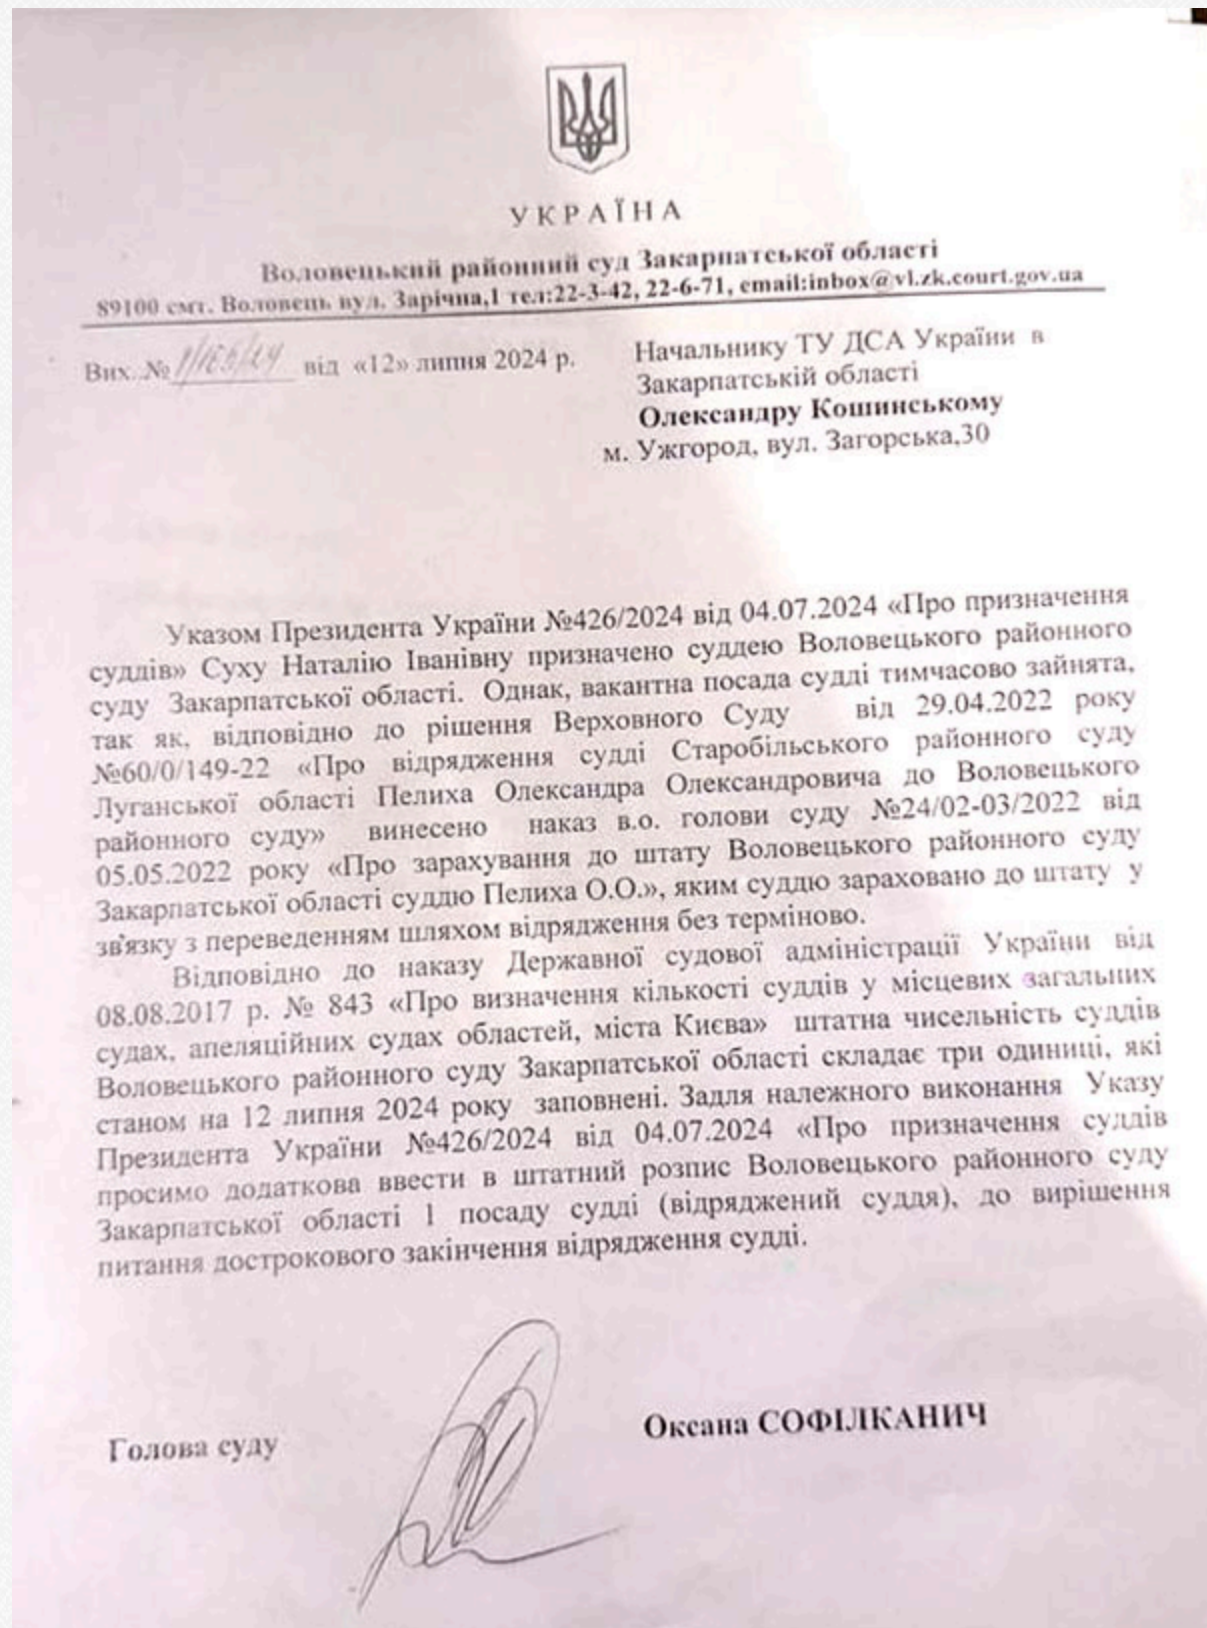 УКРАЇНА
Воловецький районний суд Закарпатської області
89100 смт. Воловець вул. Зарічна,1 тел:22-3-42, 22-6-71, email:inbox@vl.zk.court.gov.ua
Вих.№ від «12» липня 2024 р.
Начальнику ТУ ДСА України в
Закарпатській області
Олександру Кошинському
м. Ужгород, вул. Загорська,30
Указом Президента України №426/2024 від 04.07.2024 «Про призначення
суддів» Суху Наталію Іванівну призначено суддею Воловецького районного
суду Закарпатської області. Однак, вакантна посада судді тимчасово зайнята,
так як, відповідно до рішення Верховного Суду від 29.04.2022 року
№60/0/149-22 «Про відрядження судді Старобільського районного суду
Луганської області Пелиха Олександра Олександровича до Воловецького
районного суду» винесено наказ в.о. голови суду №24/02-03/2022 від
05.05.2022 року «Про зарахування до штату Воловецького районного суду
Закарпатської області суддю Пелиха О.О.», яким суддю зараховано до штату у
зв'язку з переведенням шляхом відрядження без терміново.
Відповідно до наказу Державної судової адміністрації України від
08.08.2017 р. № 843 «Про визначення кількості суддів у місцевих загальних
судах, апеляційних судах областей, міста Києва» штатна чисельність суддів
Воловецького районного суду Закарпатської області складає три одиниці, які
станом на 12 липня 2024 року заповнені. Задля належного виконання Указу
Президента України №426/2024 від 04.07.2024 «Про призначення суддів
просимо додаткова ввести в штатний розпис Воловецького районного суду
Закарпатської області 1 посаду судді (відряджений суддя), до вирішення
питання дострокового закінчення відрядження судді.
Голова суду
Оксана СОФІЛКАНИЧ